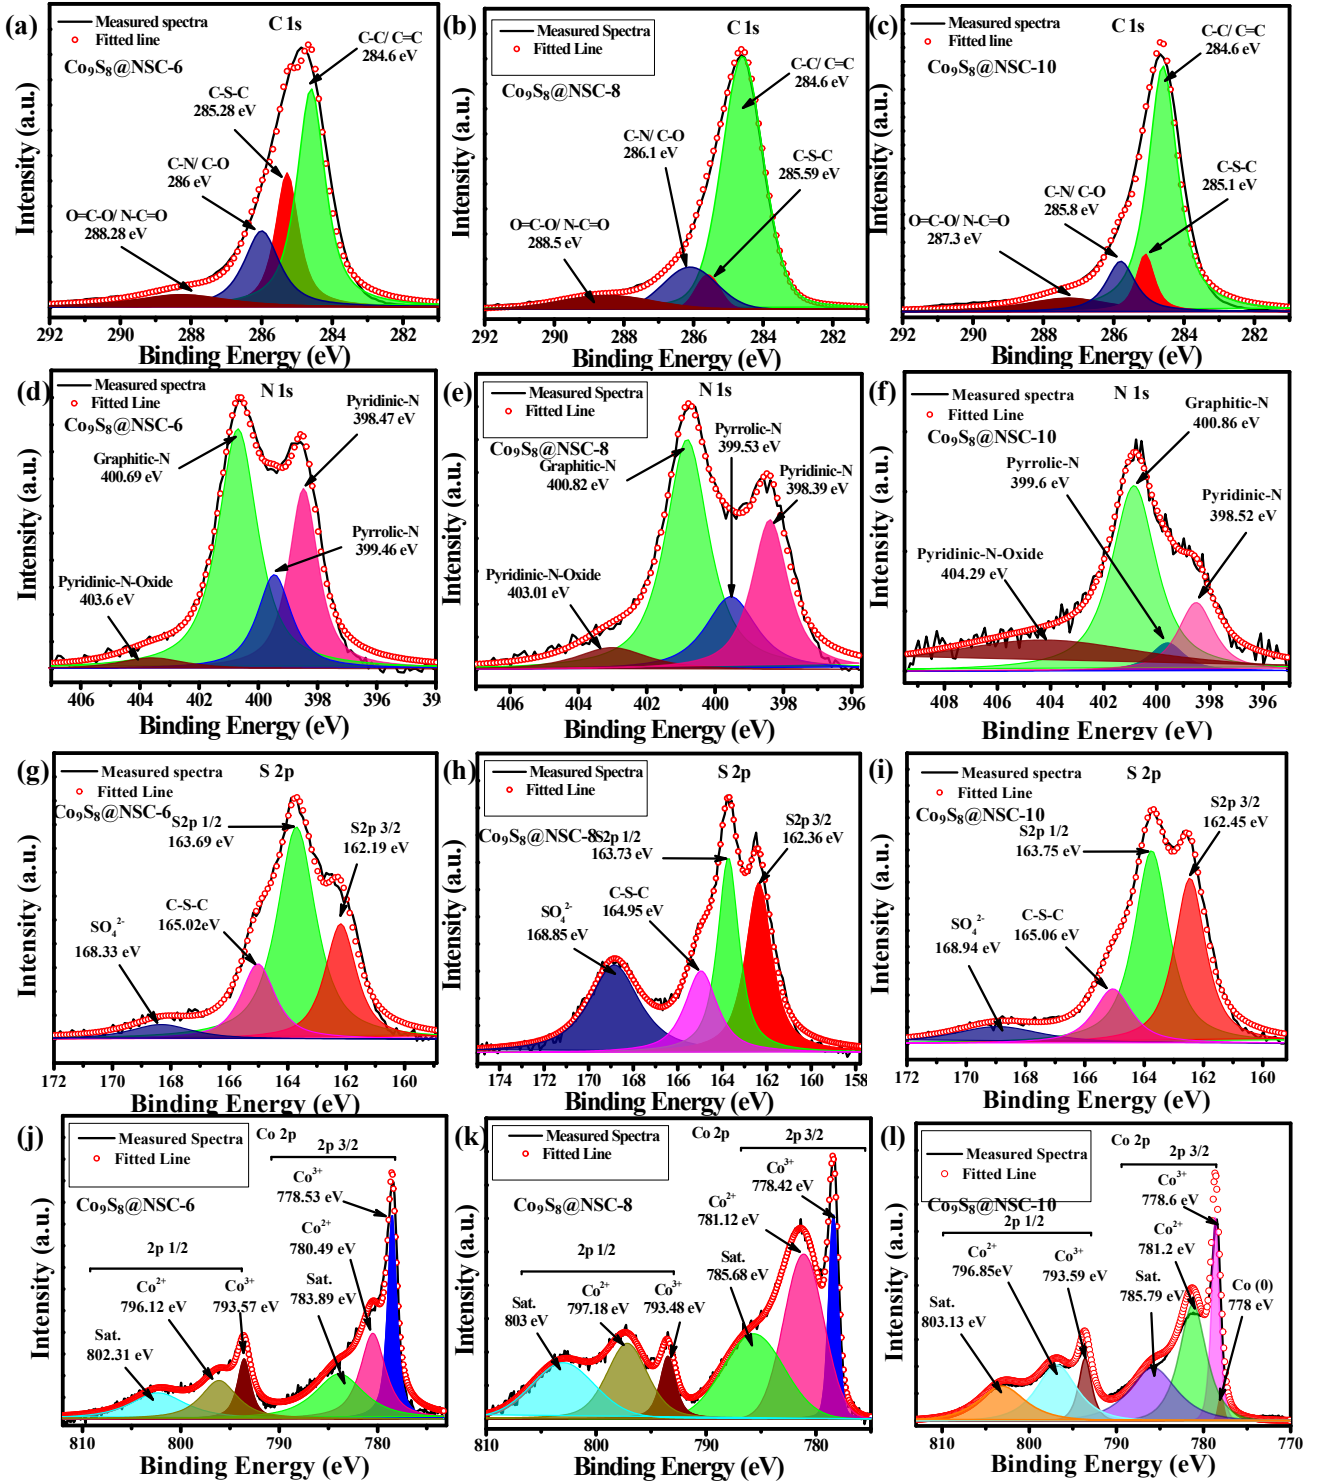 (a)
Measured spectra
Fitted line
C 1s
Co₉S₈@NSC-6
C-C/ C=C
284.6 eV
C-S-C
285.28 eV
C-N/ C-O
286 eV
O=C-O/ N-C=O
288.28 eV
Intensity (a.u.)
292 290 288 286 284 282
Binding Energy (eV)
(b)
Measured Spectra
Fitted Line
C 1s
Co₉S₈@NSC-8
C-C/ C=C
284.6 eV
C-N/ C-O
286.1 eV
C-S-C
285.59 eV
O=C-O/ N-C=O
288.5 eV
Intensity (a.u.)
292 290 288 286 284 282
Binding Energy (eV)
(c)
Measured spectra
Fitted line
C 1s
Co₉S₈@NSC-10
C-C/ C=C
284.6 eV
C-S-C
285.1 eV
C-N/ C-O
285.8 eV
O=C-O/ N-C=O
287.3 eV
Intensity (a.u.)
292 290 288 286 284 282
Binding Energy (eV)
(d)
Measured spectra
Fitted Line
N 1s
Co₉S₈@NSC-6
Pyridinic-N
398.47 eV
Graphitic-N
400.69 eV
Pyrrolic-N
399.46 eV
Pyridinic-N-Oxide
403.6 eV
Intensity (a.u.)
406 404 402 400 398 396 39
Binding Energy (eV)
(e)
Measured Spectra
Fitted Line
N 1s
Co₉S₈@NSC-8
Pyrrolic-N
399.53 eV
Graphitic-N
400.82 eV
Pyridinic-N
398.39 eV
Pyridinic-N-Oxide
403.01 eV
Intensity (a.u.)
406 404 402 400 398 396
Binding Energy (eV)
(f)
Measured spectra
Fitted Line
N 1s
Co₉S₈@NSC-10
Graphitic-N
400.86 eV
Pyrrolic-N
399.6 eV
Pyridinic-N
398.52 eV
Pyridinic-N-Oxide
404.29 eV
Intensity (a.u.)
408 406 404 402 400 398 396
Binding Energy (eV)
(g)
Measured spectra
Fitted Line
S 2p
Co₉S₈@NSC-6
S2p 1/2
163.69 eV
S2p 3/2
162.19 eV
C-S-C
165.02eV
SO₄²⁻
168.33 eV
Intensity (a.u.)
172 170 168 166 164 162 160
Binding Energy (eV)
(h)
Measured Spectra
Fitted Line
S 2p
Co₉S₈@NSC-8
S2p 1/2
163.73 eV
S2p 3/2
162.36 eV
C-S-C
164.95 eV
SO₄²⁻
168.85 eV
Intensity (a.u.)
175 170 168 166 165 164 162 160 158
Binding Energy (eV)
(i)
Measured spectra
Fitted Line
S 2p
Co₉S₈@NSC-10
S2p 1/2
163.75 eV
S2p 3/2
162.45 eV
C-S-C
165.06 eV
SO₄²⁻
168.94 eV
Intensity (a.u.)
172 170 168 166 164 162 160
Binding Energy (eV)
(j)
Measured Spectra
Fitted Line
Co 2p
2p 3/2
Co₉S₈@NSC-6
Co³⁺
778.53 eV
Co²⁺
780.49 eV
2p 1/2
Sat.
783.89 eV
Co²⁺
796.12 eV
Co³⁺
793.57 eV
Sat.
802.31 eV
Intensity (a.u.)
810 800 790 780
Binding Energy (eV)
(k)
Measured Spectra
Fitted Line
Co 2p
2p 3/2
Co₉S₈@NSC-8
Co³⁺
778.42 eV
Co²⁺
781.12 eV
2p 1/2
Sat.
785.68eV
Co²⁺
797.18 eV
Co³⁺
793.48 eV
Sat.
803 eV
Intensity (a.u.)
810 800 790 780
Binding Energy (eV)
(l)
Measured Spectra
Fitted Line
Co 2p
2p 3/2
Co₉S₈@NSC-10
Co³⁺
778.6 eV
2p 1/2
Co²⁺
781.2 eV
Co²⁺
796.85eV
Co³⁺
793.59 eV
Sat.
785.79 eV
Co (0)
778 eV
Sat.
803.13 eV
Intensity (a.u.)
810 800 790 780 770
Binding Energy (eV)